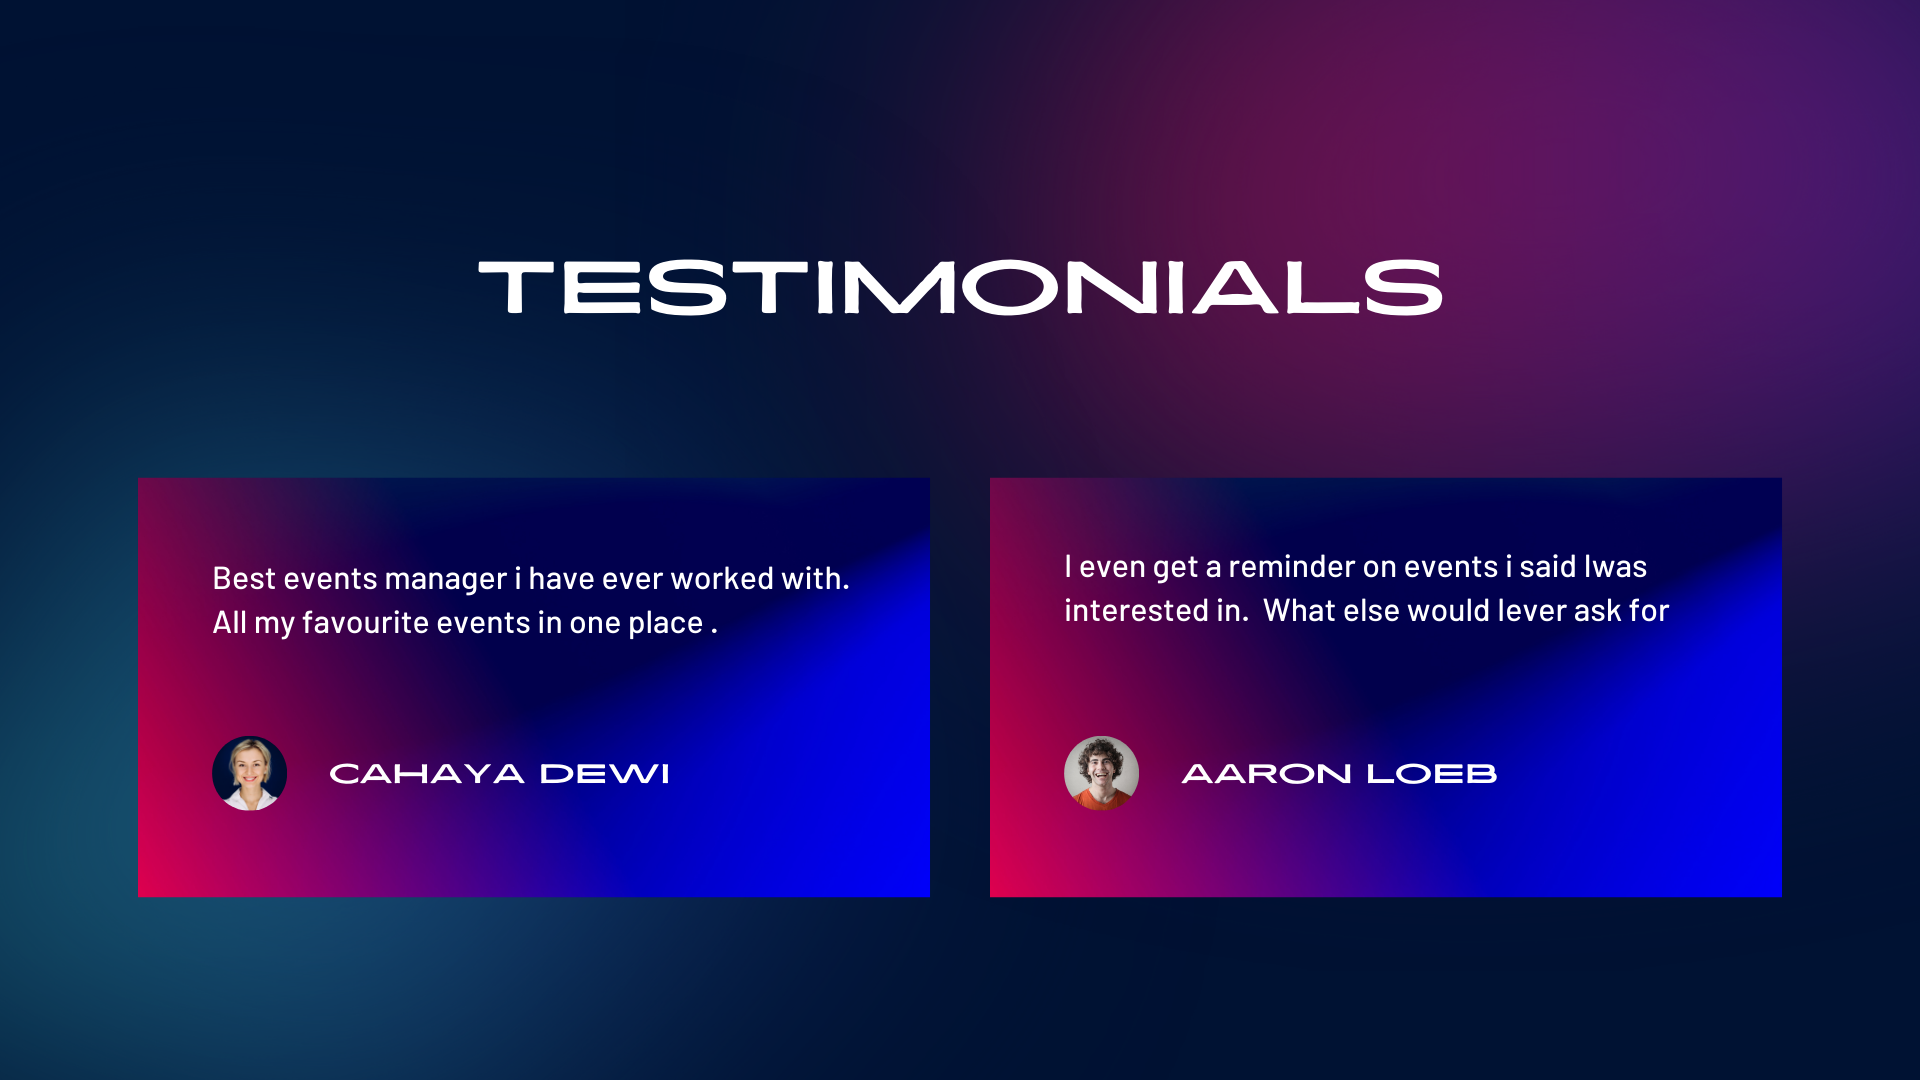 TESTIMONIALS
Best events manager i have ever worked with.
All my favourite events in one place .
CAHAYA DEWI
I even get a reminder on events i said Iwas
interested in.  What else would Iever ask for
AARON LOEB